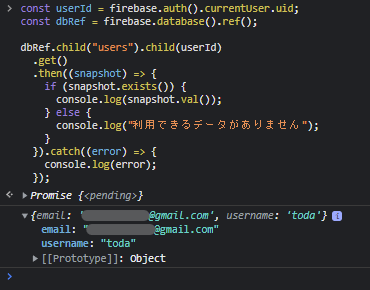 > const userId = firebase.auth().currentUser.uid;
const dbRef = firebase.database().ref();
dbRef.child("users").child(userId)
.get()
.then((snapshot) => {
if (snapshot.exists()) {
console.log(snapshot.val());
} else {
console.log("利用できるデータがありません");
}
}).catch((error) => {
console.log(error);
});
Promise {<pending>}
{email: '@gmail.com', username: 'toda'}
email: "@gmail.com"
username: "toda"
[[Prototype]]: Object
>